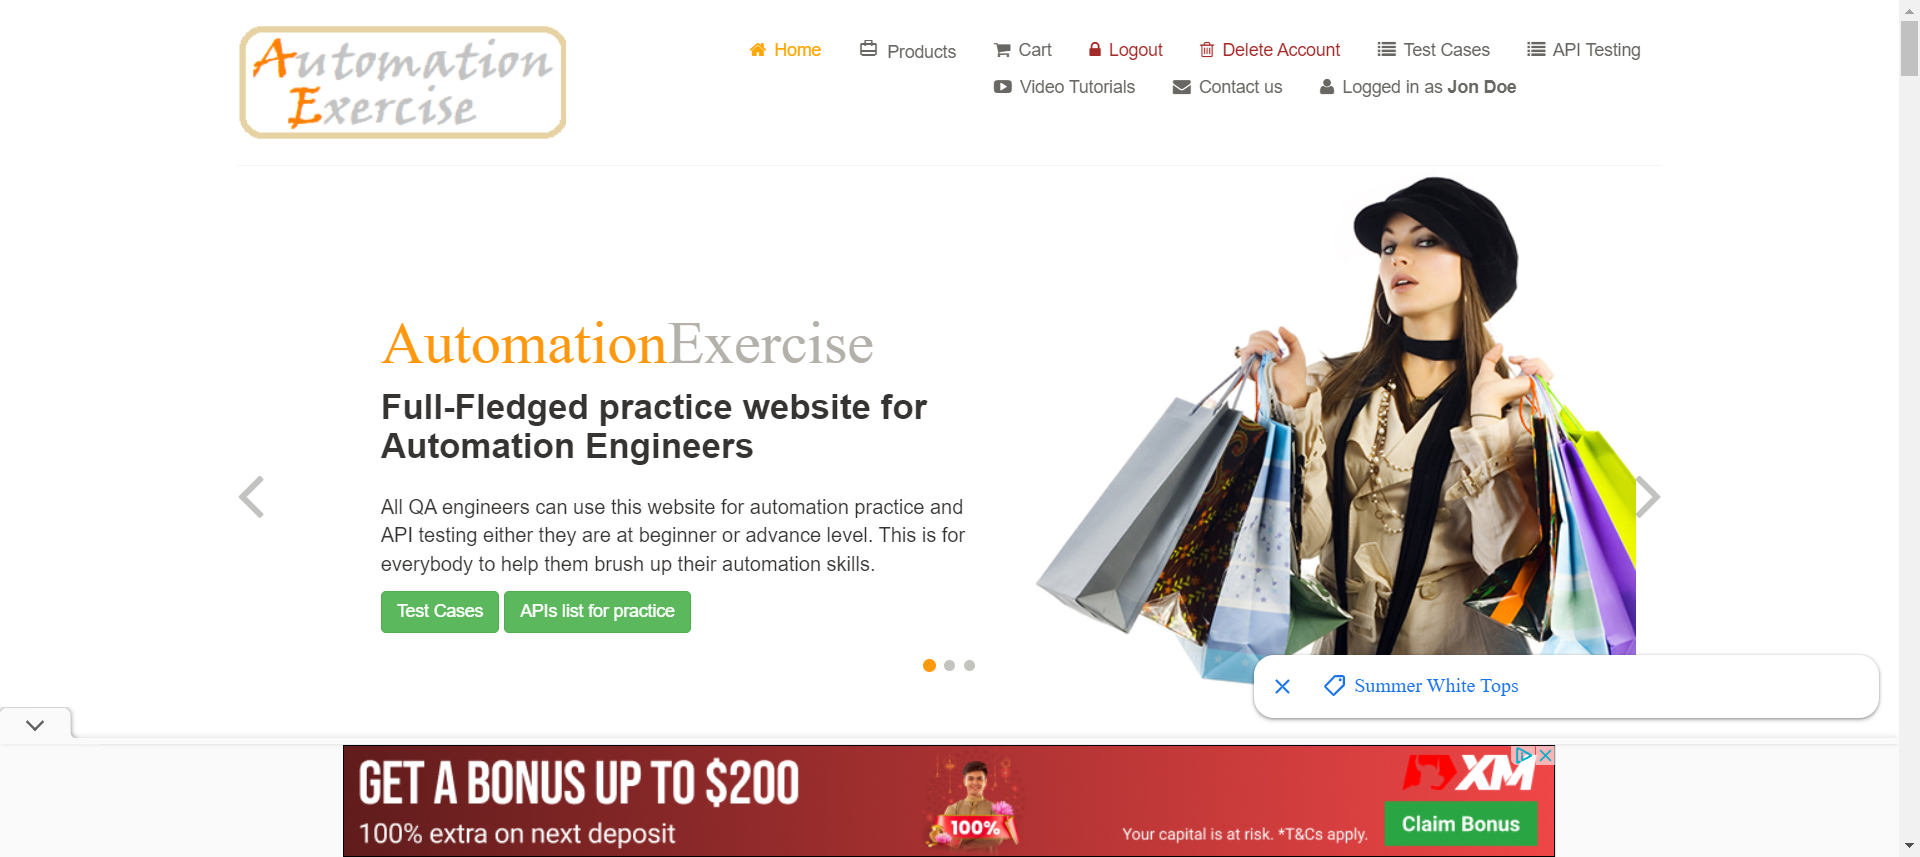 Automation
Exercise
Home
Products
Cart
Logout
Delete Account
Test Cases
API Testing
Video Tutorials
Contact us
Logged in as Jon Doe
AutomationExercise
Full-Fledged practice website for
Automation Engineers
All QA engineers can use this website for automation practice and
API testing either they are at beginner or advance level. This is for
everybody to help them brush up their automation skills.
Test Cases
APIs list for practice
Summer White Tops
GET A BONUS UP TO $200
100% extra on next deposit
100%
Your capital is at risk. *T&Cs apply.
XM
Claim Bonus